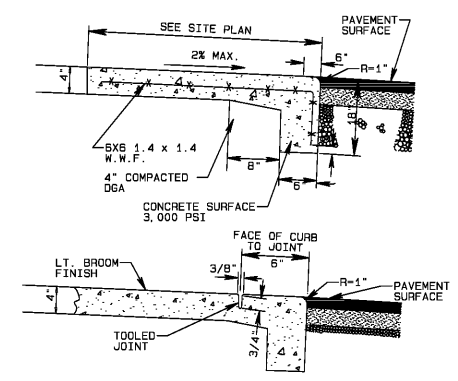 SEE SITE PLAN
PAVEMENT
SURFACE
2% MAX.
6"
R=1"
4"
18"
6X6 1.4 x 1.4
W.W.F.
8"
4" COMPACTED
DGA
6"
CONCRETE SURFACE
3,000 PSI
FACE OF CURB
TO JOINT
LT. BROOM
FINISH
3/8"
6"
R=1"
PAVEMENT
SURFACE
4"
TOOLED
JOINT
3/4"